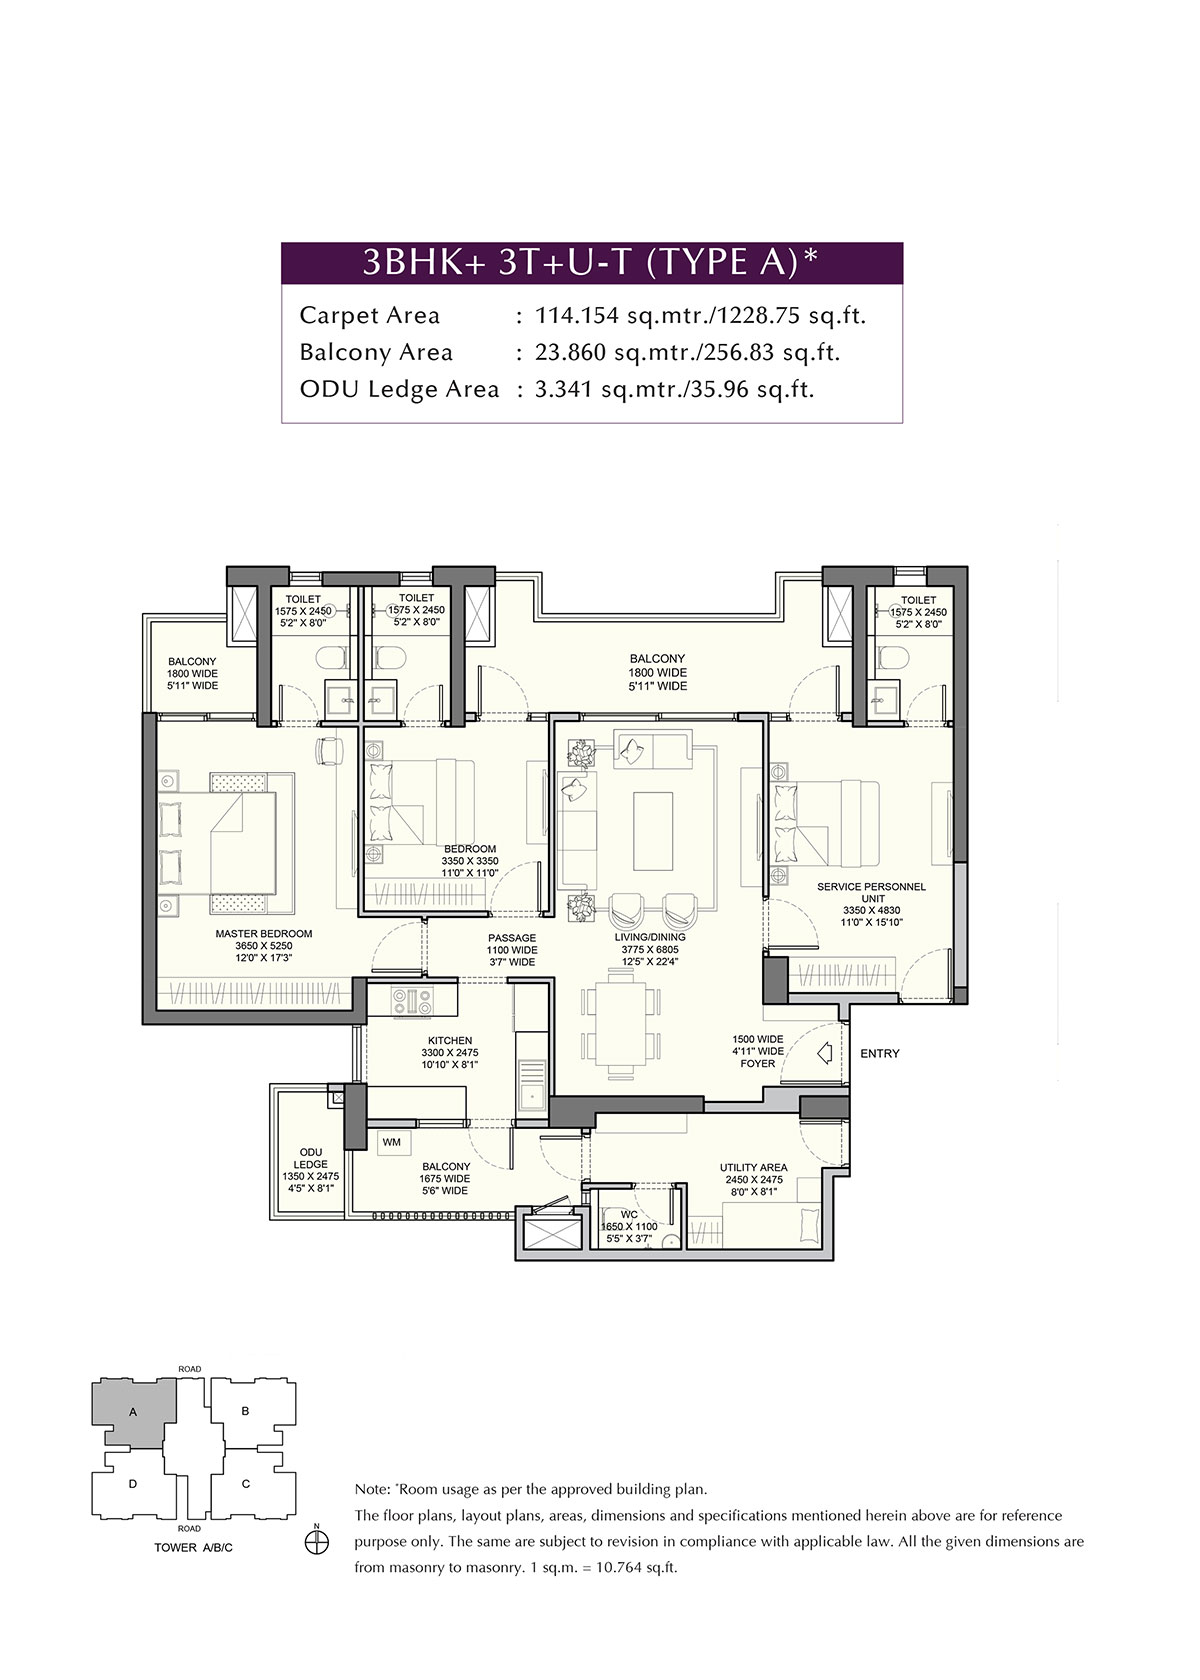 3BHK+ 3T+U-T (TYPE A)*
Carpet Area : 114.154 sq.mtr./1228.75 sq.ft.
Balcony Area : 23.860 sq.mtr./256.83 sq.ft.
ODU Ledge Area : 3.341 sq.mtr./35.96 sq.ft.
TOILET
1575 X 2450
5'2" X 8'0"
TOILET
1575 X 2450
5'2" X 8'0"
TOILET
1575 X 2450
5'2" X 8'0"
BALCONY
1800 WIDE
5'11" WIDE
BALCONY
1800 WIDE
5'11" WIDE
BEDROOM
3350 X 3350
11'0" X 11'0"
SERVICE PERSONNEL
UNIT
3350 X 4830
11'0" X 15'10"
MASTER BEDROOM
3650 X 5250
12'0" X 17'3"
PASSAGE
1100 WIDE
3'7" WIDE
LIVING/DINING
3775 X 6805
12'5" X 22'4"
KITCHEN
3300 X 2475
10'10" X 8'1"
1500 WIDE
4'11" WIDE
FOYER
ENTRY
WM
ODU
LEDGE
1350 X 2475
4'5" X 8'1"
BALCONY
1675 WIDE
5'6" WIDE
UTILITY AREA
2450 X 2475
8'0" X 8'1"
WC
1650 X 1100
5'5" X 3'7"
ROAD
A
B
D
C
ROAD
TOWER A/B/C
N
Note: *Room usage as per the approved building plan.
The floor plans, layout plans, areas, dimensions and specifications mentioned herein above are for reference
purpose only. The same are subject to revision in compliance with applicable law. All the given dimensions are
from masonry to masonry. 1 sq.m. = 10.764 sq.ft.